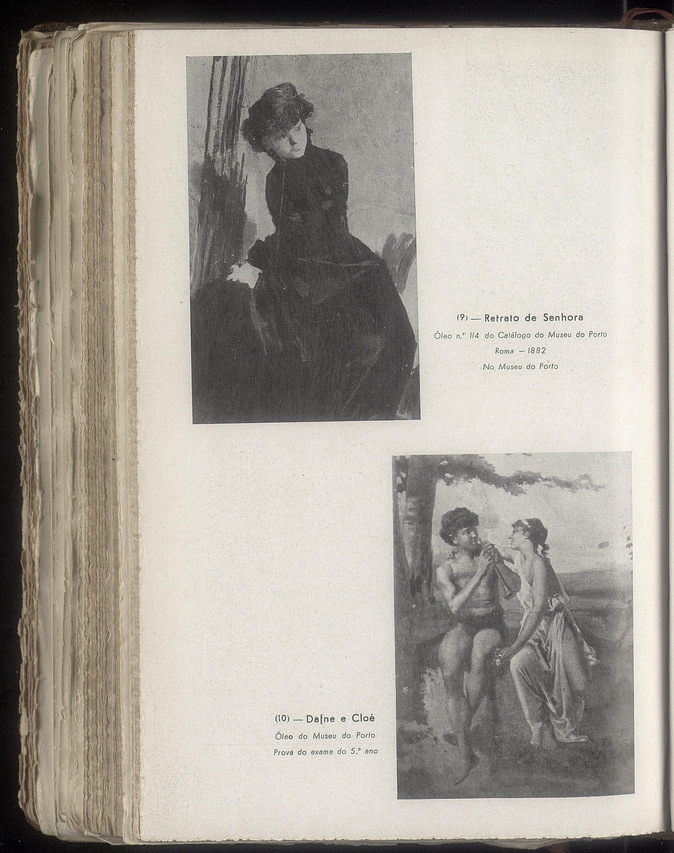 (9) — Retrato de Senhora
Óleo n.º 114 do Catálogo do Museu do Porto
Roma — 1882
No Museu do Porto
(10) — Dafne e Cloé
Óleo do Museu do Porto
Prova do exame do 5.º ano